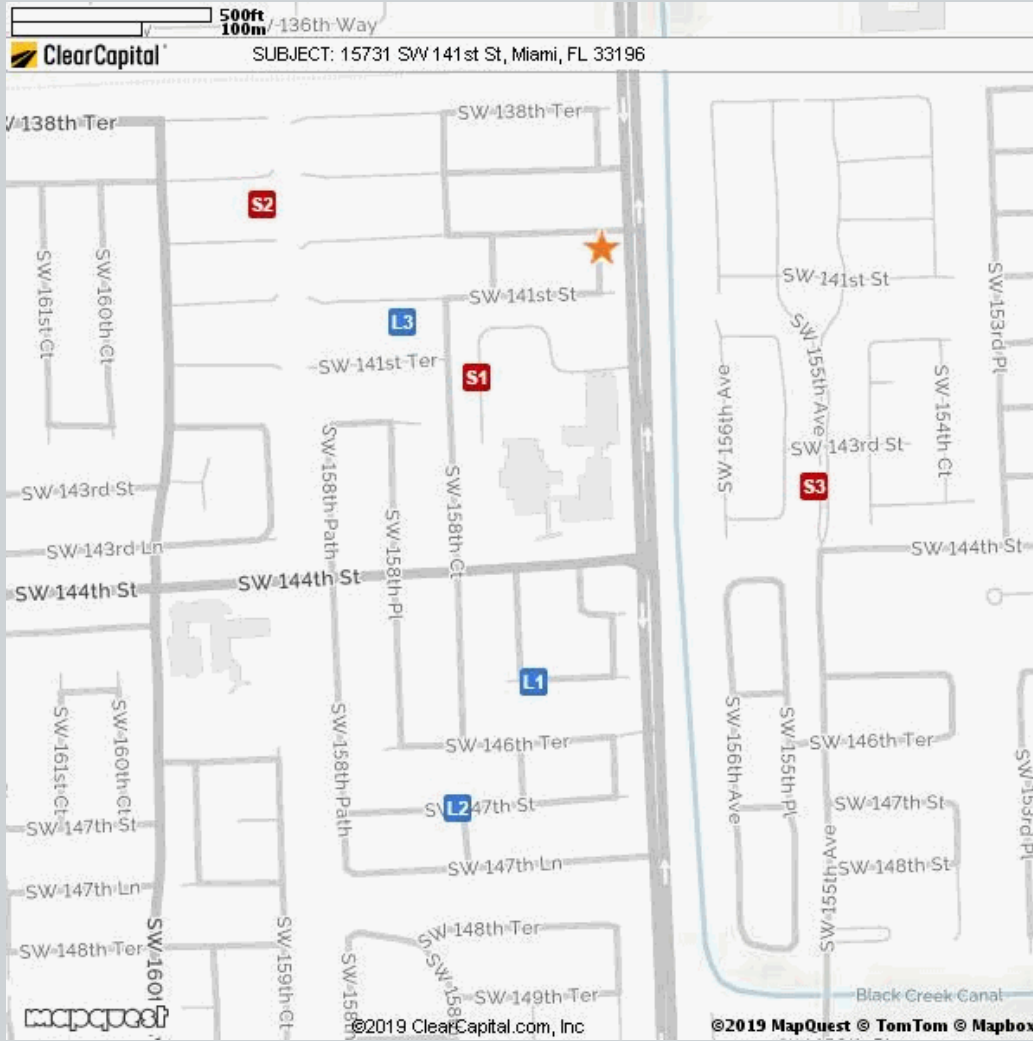 500ft
100m
136th Way
ClearCapital
SUBJECT: 15731 SW 141st St, Miami, FL 33196
SW 138th Ter
138th Ter
S2
SW 161st Ct
SW 160th Ct
SW 141st St
SW 141st St
SW 153rd Pl
L3
SW 155th Ave
SW 141st Ter
S1
SW 156th Ave
SW 154th Ct
SW 143rd St
SW 158th Path
SW 158th Ct
SW 143rd St
S3
SW 158th Pl
SW 143rd Ln
SW 144th St
SW 144th St
SW 144th St
L1
SW 161st Ct
SW 160th Ct
SW 158th Path
SW 156th Ave
SW 155th Pl
SW 146th Ter
SW 146th Ter
153rd Pl
SW 147th St
L2
47th St
SW 147th St
SW 155th Ave
SW 147th Ln
SW 148th St
SW 147th Ln
SW 148th Ter
SW 148th Ter
SW 160t
SW 159th Ct
SW 158
SW 158
SW 149th Ter
Black Creek Canal
mapquest
©2019 ClearCapital.com, Inc
©2019 MapQuest © TomTom © Mapbox